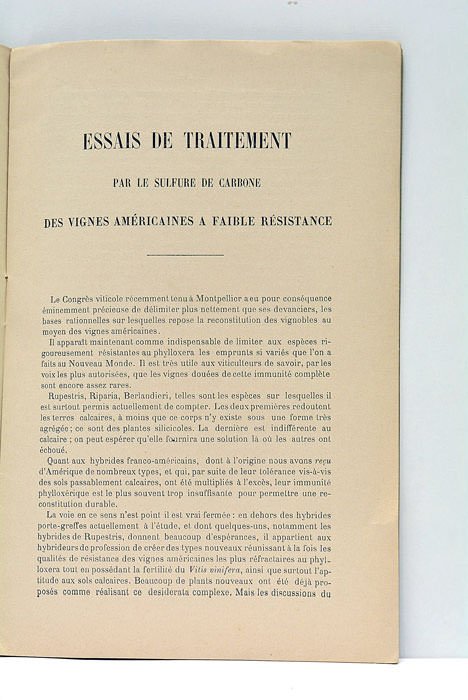 ESSAIS DE TRAITEMENT
PAR LE SULFURE DE CARBONE
DES VIGNES AMÉRICAINES A FAIBLE RÉSISTANCE
Le Congrès viticole récemment tenu à Montpellier a eu pour conséquence
éminemment précieuse de délimiter plus nettement que ses devanciers, les
bases rationnelles sur lesquelles repose la reconstitution des vignobles au
moyen des vignes américaines.
Il apparaît maintenant comme indispensable de limiter aux espèces ri-
goureusement résistantes au phylloxera les emprunts si variés que l'on a
faits au Nouveau Monde. Il est très utile aux viticulteurs de savoir, par les
voix les plus autorisées, que les vignes douées de cette immunité complète
sont encore assez rares.
Rupestris, Riparia, Berlandieri, telles sont les espèces sur lesquelles il
est surtout permis actuellement de compter. Les deux premières redoutent
les terres calcaires, à moins que ce corps n'y existe sous une forme très
agrégée; ce sont des plantes silicicoles. La dernière est indifférente au
calcaire; on peut espérer qu'elle fournira une solution là où les autres ont
échoué.
Quant aux hybrides franco-américains, dont à l'origine nous avons reçu
d'Amérique de nombreux types, et qui, par suite de leur tolérance vis-à-vis
des sols passablement calcaires, ont été multipliés à l'excès, leur immunité
phylloxérique est le plus souvent trop insuffisante pour permettre une re-
constitution durable.
La voie en ce sens n'est point il est vrai fermée: en dehors des hybrides
porte-greffes actuellement à l'étude, et dont quelques-uns, notamment les
hybrides de Rupestris, donnent beaucoup d'espérances, il appartient aux
hybrideurs de profession de créer des types nouveaux réunissant à la fois les
qualités de résistance des vignes américaines les plus réfractaires au phyl-
loxera tout en possédant la fertilité du Vitis vinifera, ainsi que surtout l'ap-
titude aux sols calcaires. Beaucoup de plants nouveaux ont été déjà pro-
posés comme réalisant ce desiderata complexe. Mais les discussions du